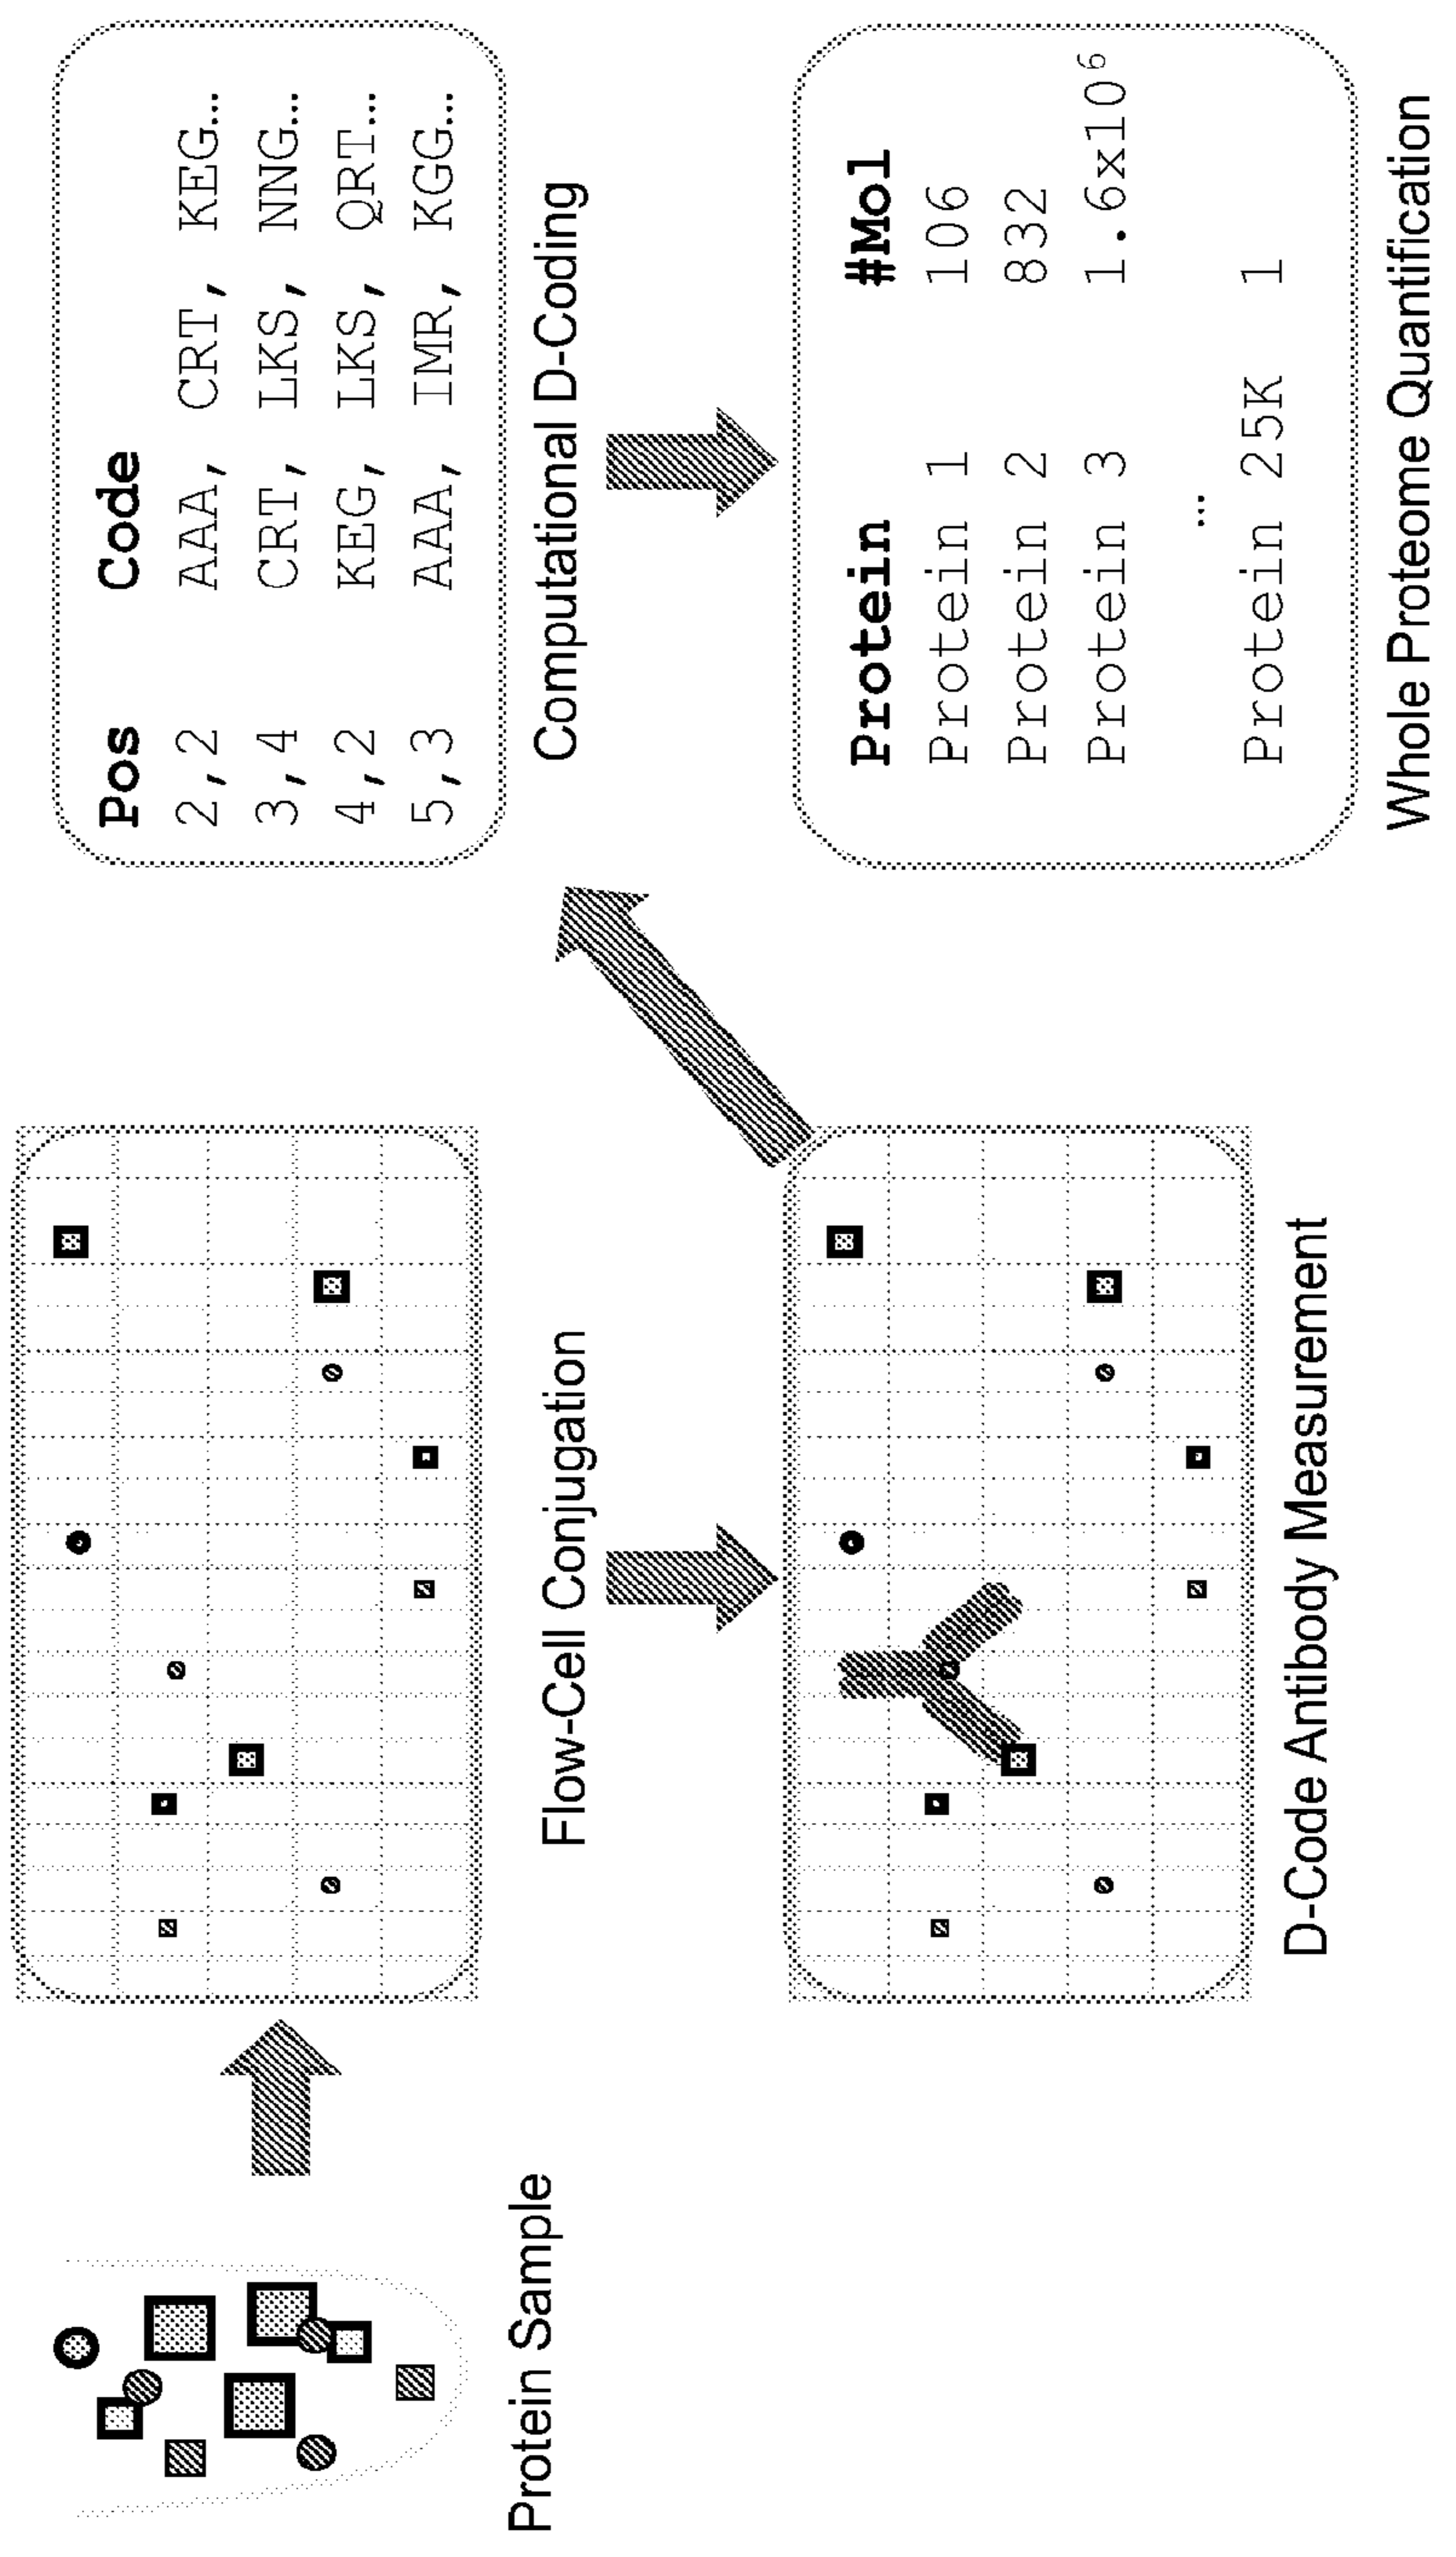 Protein Sample
Flow-Cell Conjugation
D-Code Antibody Measurement
Pos Code
2,2 AAA, CRT, KEG…
3,4 CRT, LKS, NNG…
4,2 KEG, LKS, QRT…
5,3 AAA, IMR, KGG…
Computational D-Coding
Protein #Mol
Protein 1 106
Protein 2 832
Protein 3 1.6x10⁶
…
Protein 25K 1
Whole Proteome Quantification